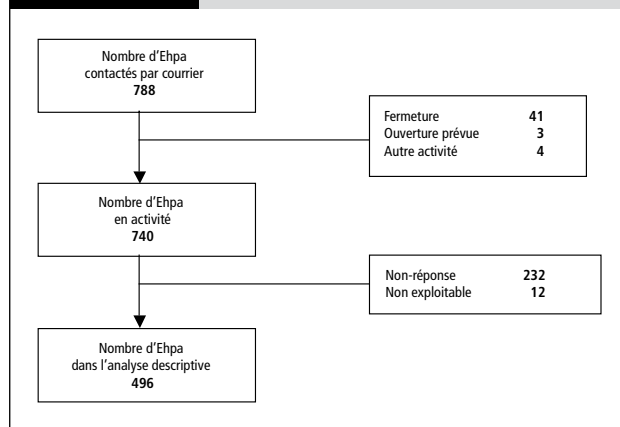 Nombre d'Ehpa
contactés par courrier
788
Fermeture 41
Ouverture prévue 3
Autre activité 4
Nombre d'Ehpa
en activité
740
Non-réponse 232
Non exploitable 12
Nombre d'Ehpa
dans l'analyse descriptive
496